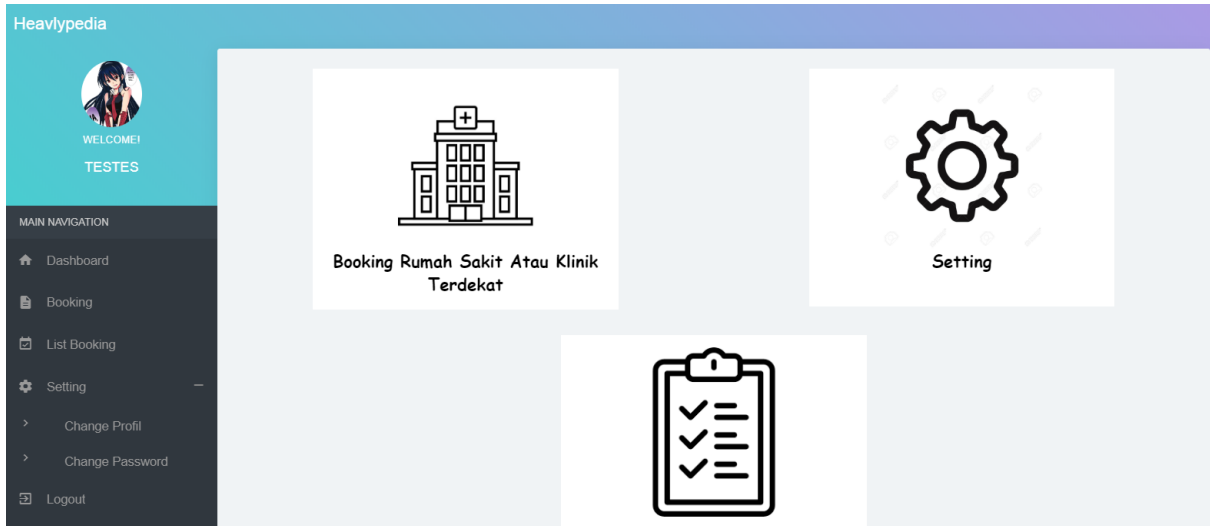 Heavlypedia
WELCOME!
TESTES
MAIN NAVIGATION
Dashboard
Booking
List Booking
Setting
Change Profil
Change Password
Logout
Booking Rumah Sakit Atau Klinik
Terdekat
Setting